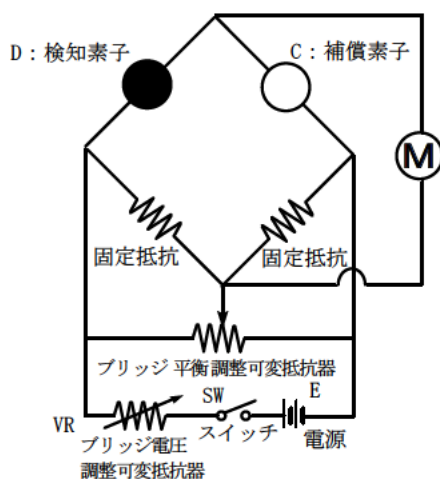 D：検知素子
C：補償素子
M
固定抵抗
固定抵抗
ブリッジ 平衡調整可変抵抗器
SW
E
VR
スイッチ
電源
ブリッジ電圧
調整可変抵抗器